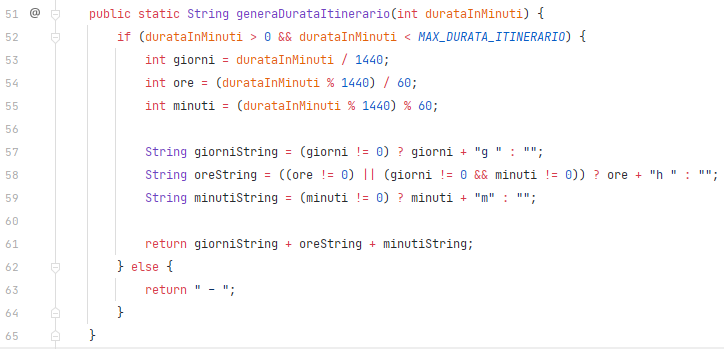 51 @ public static String generaDurataItinerario(int durataInMinuti) {
52 if (durataInMinuti > 0 && durataInMinuti < MAX_DURATA_ITINERARIO) {
53 int giorni = durataInMinuti / 1440;
54 int ore = (durataInMinuti % 1440) / 60;
55 int minuti = (durataInMinuti % 1440) % 60;
56
57 String giorniString = (giorni != 0) ? giorni + "g " : "";
58 String oreString = ((ore != 0) || (giorni != 0 && minuti != 0)) ? ore + "h " : "";
59 String minutiString = (minuti != 0) ? minuti + "m" : "";
60
61 return giorniString + oreString + minutiString;
62 } else {
63 return " - ";
64 }
65 }